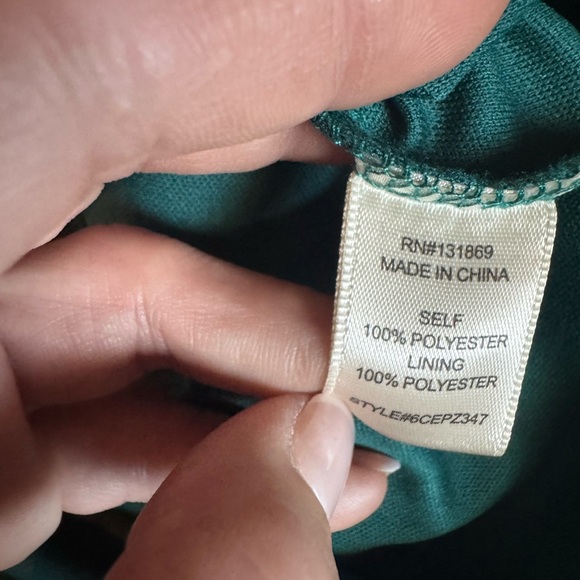 RN#131869
MADE IN CHINA
SELF
100% POLYESTER
LINING
100% POLYESTER
STYLE#6CEPZ347